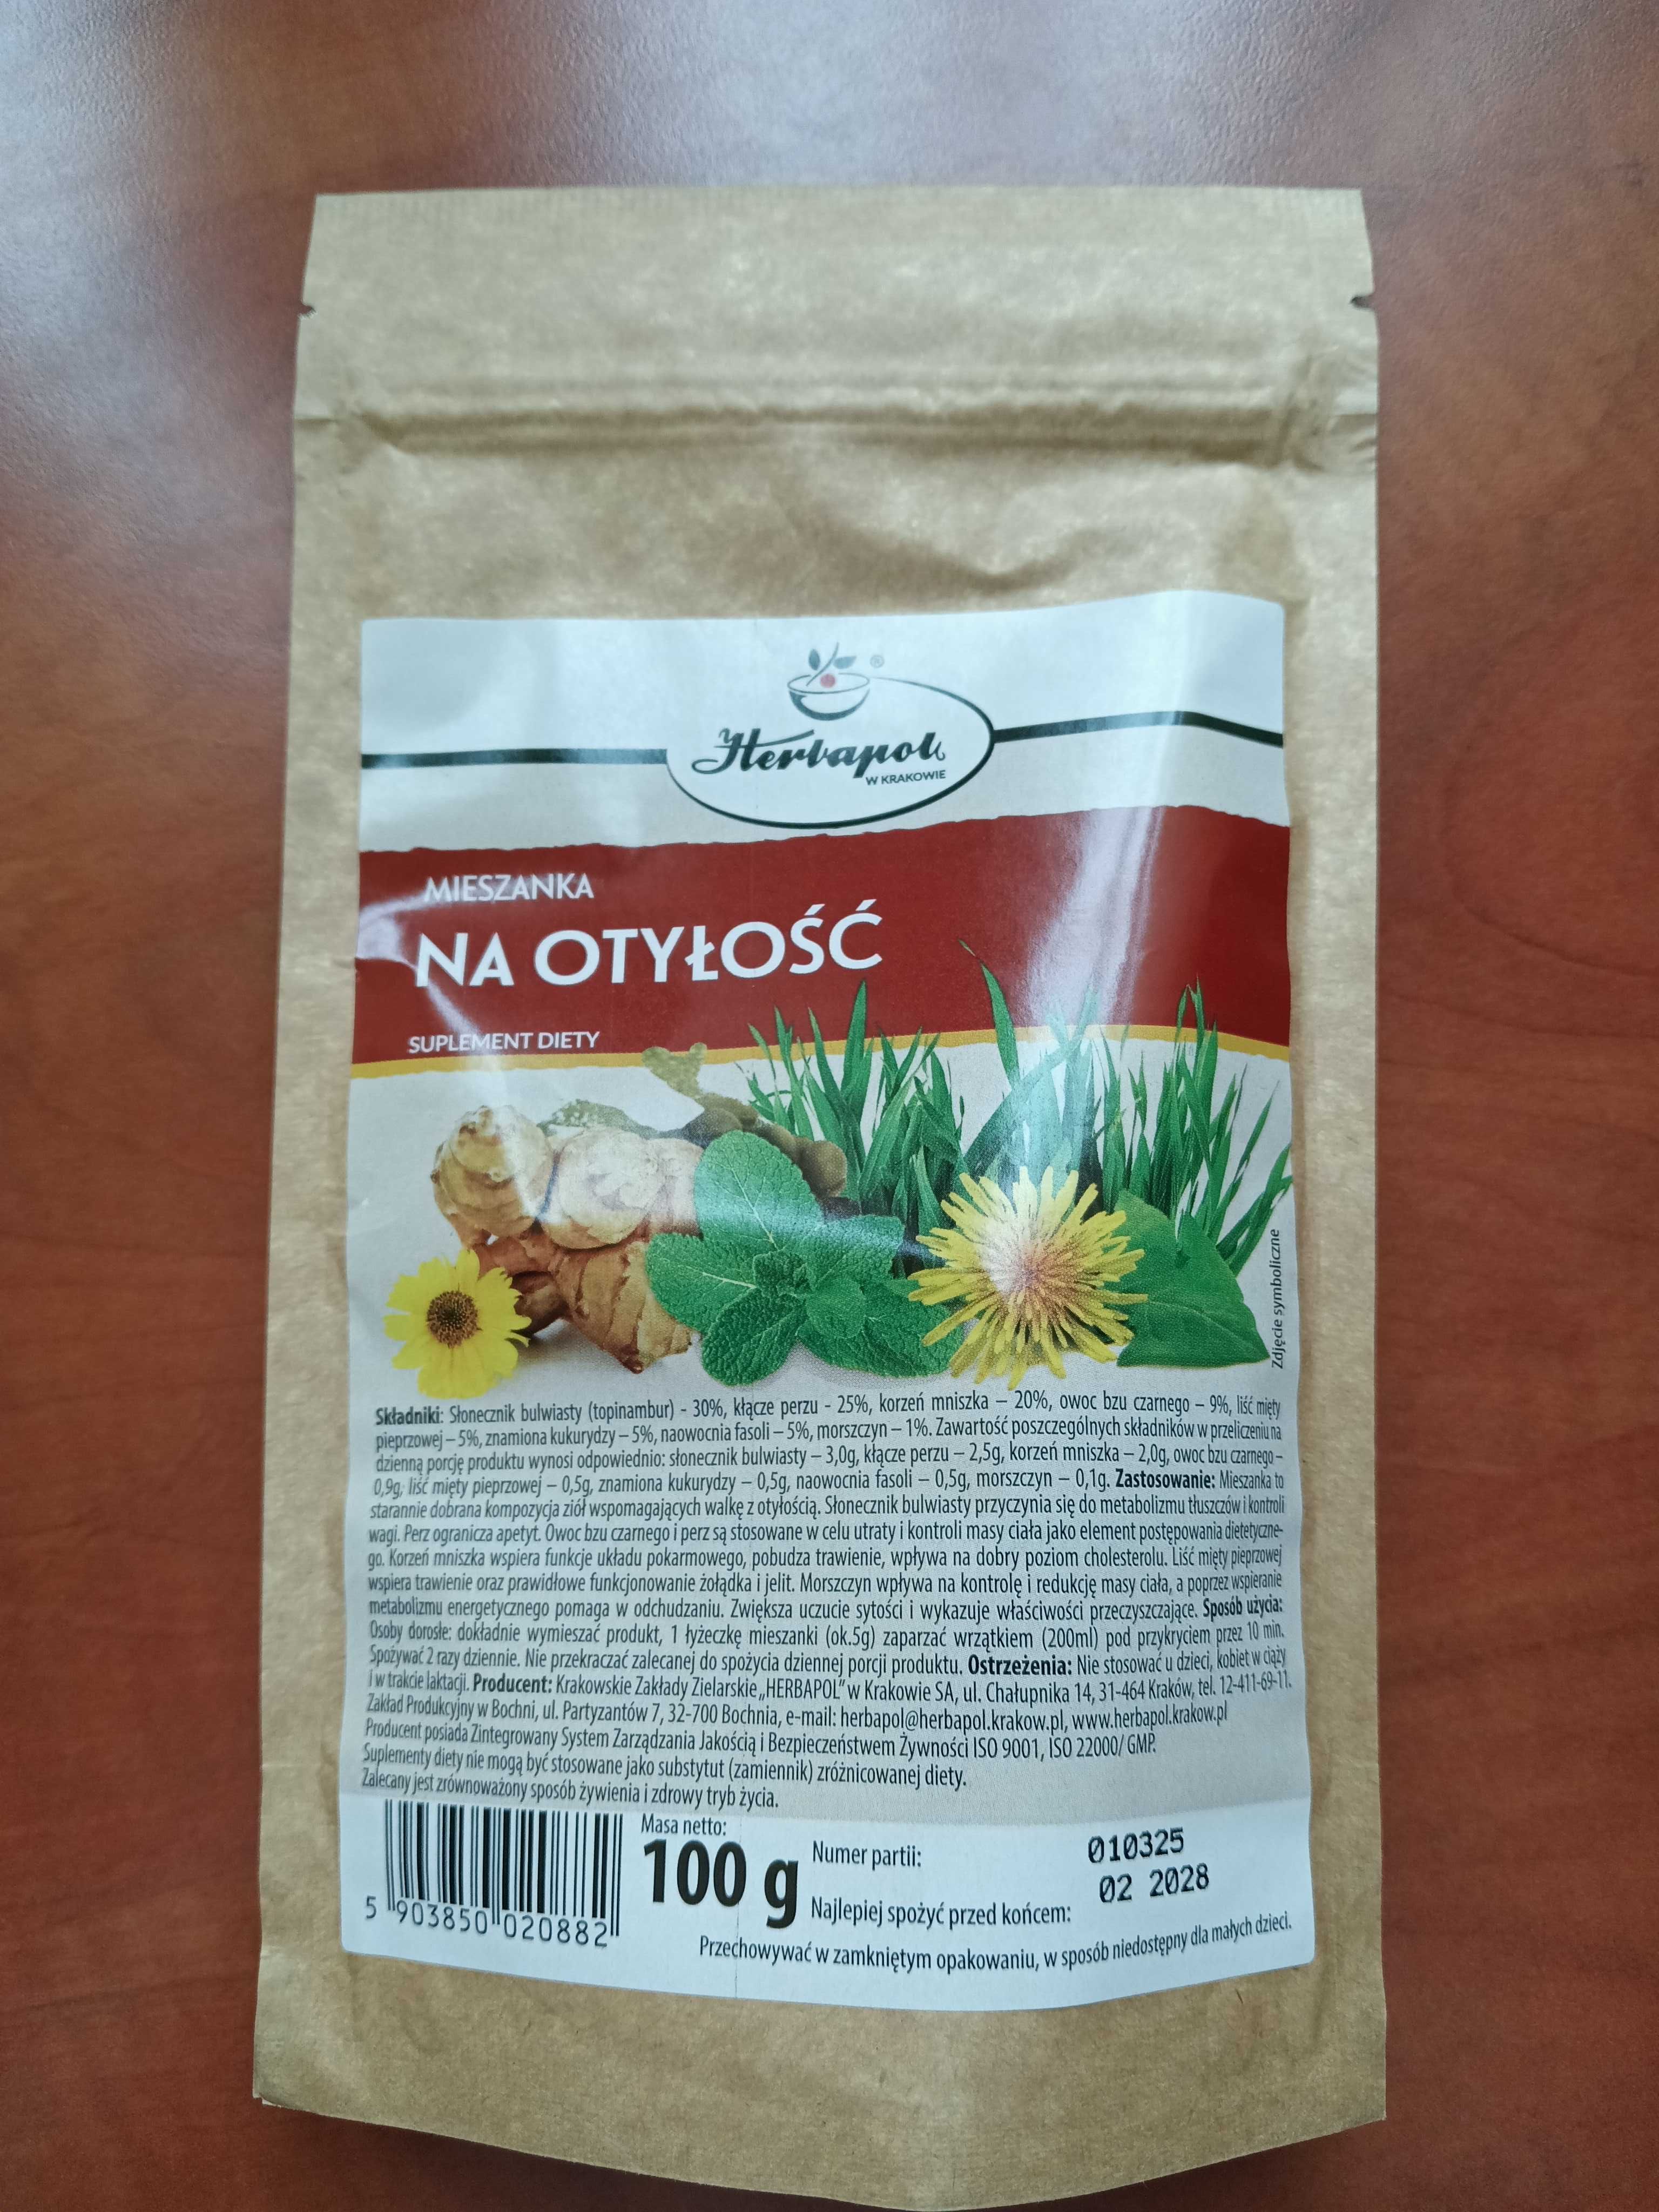 Herbapol®
W KRAKOWIE
MIESZANKA
NA OTYŁOŚĆ
SUPLEMENT DIETY
Zdjęcie symboliczne
Składniki: Słonecznik bulwiasty (topinambur) - 30%, kłącze perzu - 25%, korzeń mniszka – 20%, owoc bzu czarnego – 9%, liść mięty
pieprzowej – 5%, znamiona kukurydzy – 5%, naowocnia fasoli – 5%, morszczyn – 1%. Zawartość poszczególnych składników w przeliczeniu na
dzienną porcję produktu wynosi odpowiednio: słonecznik bulwiasty – 3,0g, kłącze perzu – 2,5g, korzeń mniszka – 2,0g, owoc bzu czarnego –
0,9g, liść mięty pieprzowej – 0,5g, znamiona kukurydzy – 0,5g, naowocnia fasoli – 0,5g, morszczyn – 0,1g. Zastosowanie: Mieszanka to
starannie dobrana kompozycja ziół wspomagających walkę z otyłością. Słonecznik bulwiasty przyczynia się do metabolizmu tłuszczów i kontroli
wagi. Perz ogranicza apetyt. Owoc bzu czarnego i perz są stosowane w celu utraty i kontroli masy ciała jako element postępowania dietetyczne-
go. Korzeń mniszka wspiera funkcje układu pokarmowego, pobudza trawienie, wpływa na dobry poziom cholesterolu. Liść mięty pieprzowej
wspiera trawienie oraz prawidłowe funkcjonowanie żołądka i jelit. Morszczyn wpływa na kontrolę i redukcję masy ciała, a poprzez wspieranie
metabolizmu energetycznego pomaga w odchudzaniu. Zwiększa uczucie sytości i wykazuje właściwości przeczyszczające. Sposób użycia:
Osoby dorosłe: dokładnie wymieszać produkt, 1 łyżeczkę mieszanki (ok.5g) zaparzać wrzątkiem (200ml) pod przykryciem przez 10 min.
Spożywać 2 razy dziennie. Nie przekraczać zalecanej do spożycia dziennej porcji produktu. Ostrzeżenia: Nie stosować u dzieci, kobiet w ciąży
i w trakcie laktacji. Producent: Krakowskie Zakłady Zielarskie „HERBAPOL" w Krakowie SA, ul. Chałupnika 14, 31-464 Kraków, tel. 12-411-69-11.
Zakład Produkcyjny w Bochni, ul. Partyzantów 7, 32-700 Bochnia, e-mail: herbapol@herbapol.krakow.pl, www.herbapol.krakow.pl
Producent posiada Zintegrowany System Zarządzania Jakością i Bezpieczeństwem Żywności ISO 9001, ISO 22000/ GMP.
Suplementy diety nie mogą być stosowane jako substytut (zamiennik) zróżnicowanej diety.
Zalecany jest zrównoważony sposób żywienia i zdrowy tryb życia.
5 903850 020882
Masa netto:
100 g
Numer partii: 010325
Najlepiej spożyć przed końcem: 02 2028
Przechowywać w zamkniętym opakowaniu, w sposób niedostępny dla małych dzieci.